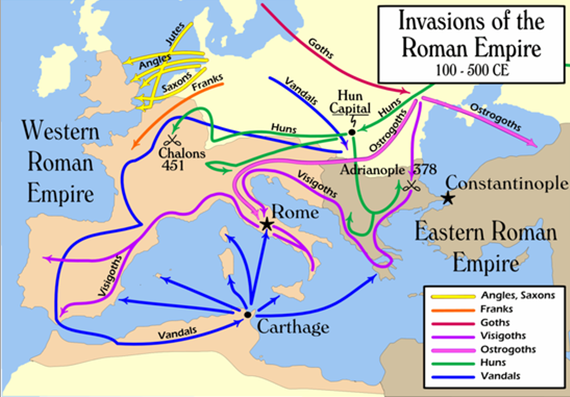 Invasions of the
Roman Empire
100 - 500 CE
Jutes
Angles
Saxons
Franks
Goths
Vandals
Hun
Capital
Huns
Ostrogoths
Ostrogoths
Huns
Western
Roman
Empire
Chalons
451
Adrianople 378
Visigoths
Constantinople
Rome
Eastern Roman
Empire
Visigoths
Vandals
Carthage
Angles, Saxons
Franks
Goths
Visigoths
Ostrogoths
Huns
Vandals